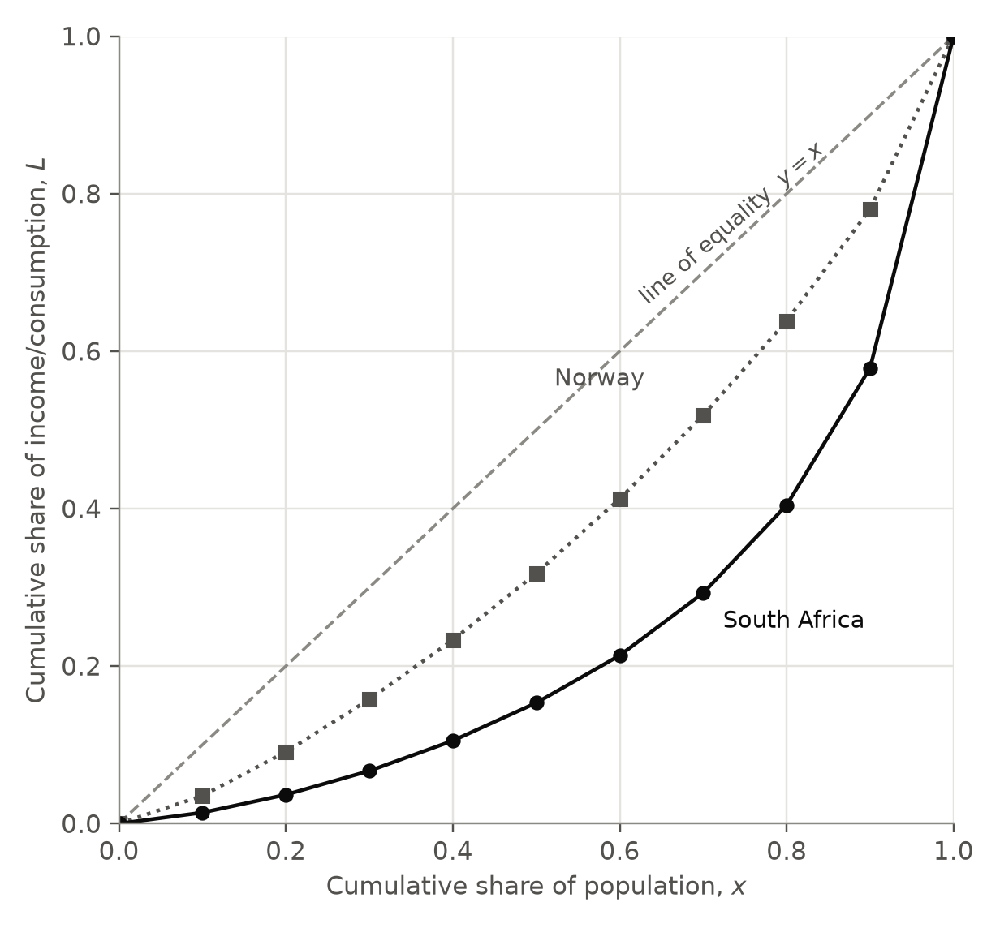 1.0
0.8
0.6
0.4
0.2
0.0
Cumulative share of income/consumption, L
line of equality y = x
Norway
South Africa
0.0 0.2 0.4 0.6 0.8 1.0
Cumulative share of population, x